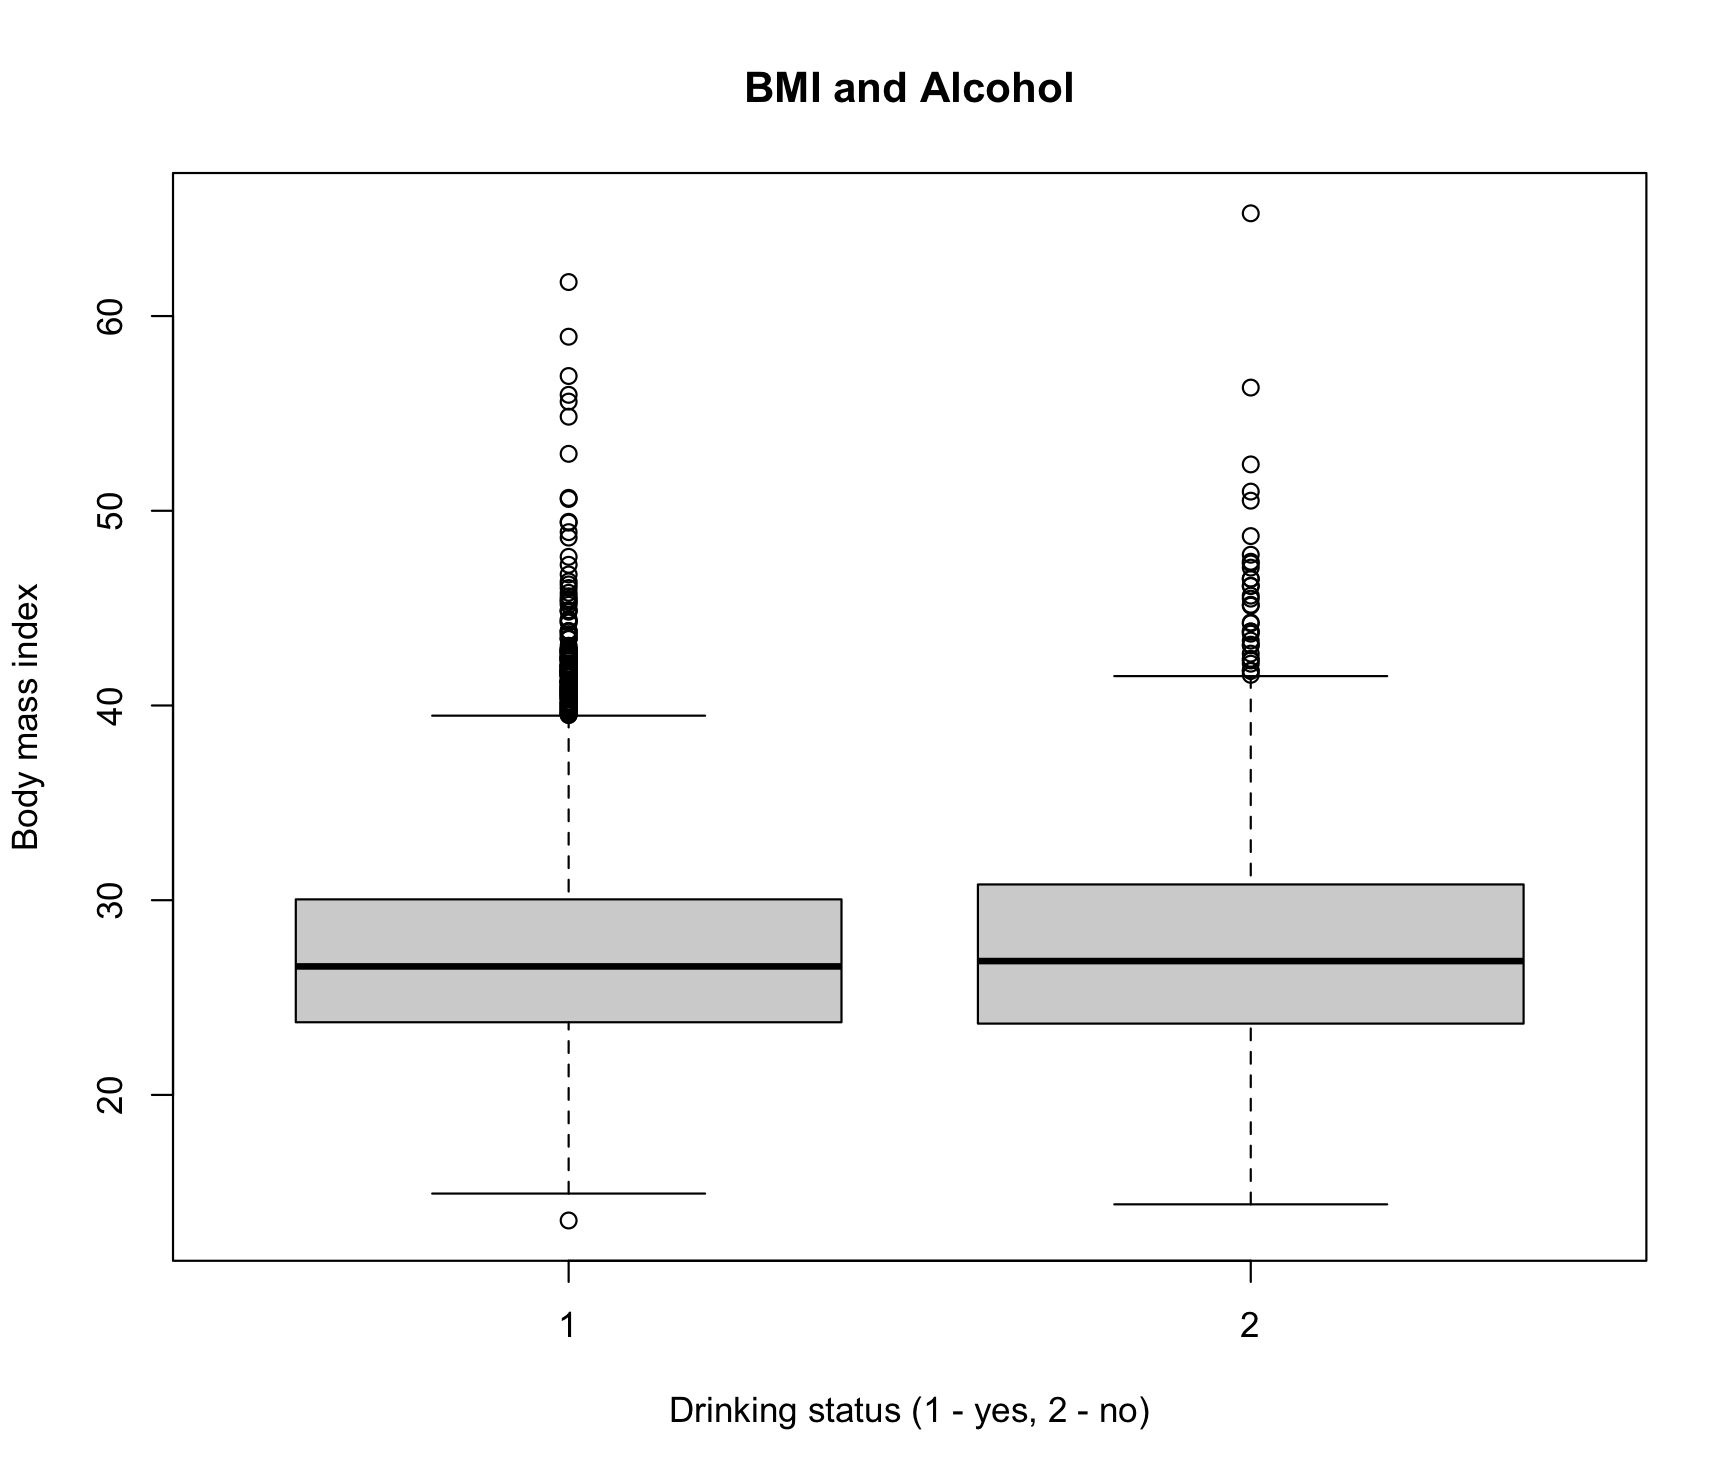 BMI and Alcohol
Body mass index
60
50
40
30
20
1
2
Drinking status (1 - yes, 2 - no)